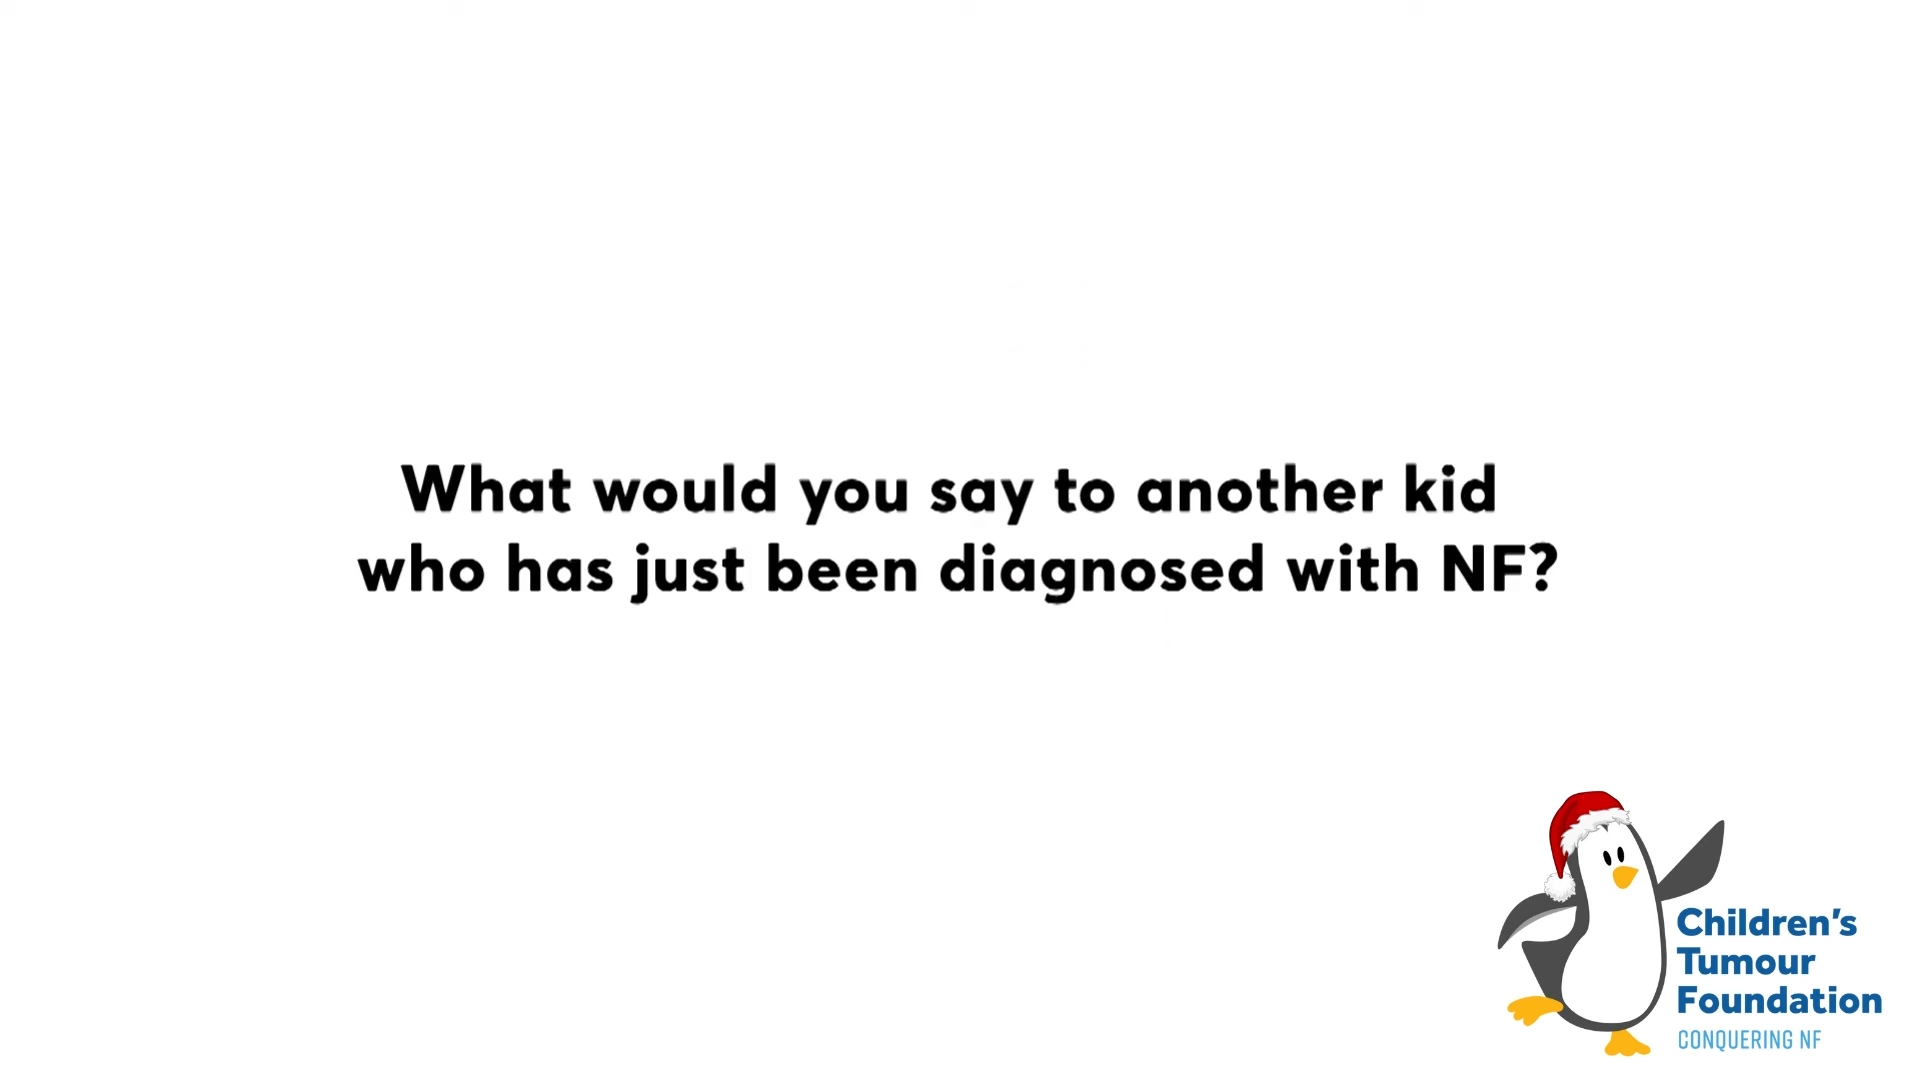 What would you say to another kid
who has just been diagnosed with NF?
Children's
Tumour
Foundation
CONQUERING NF